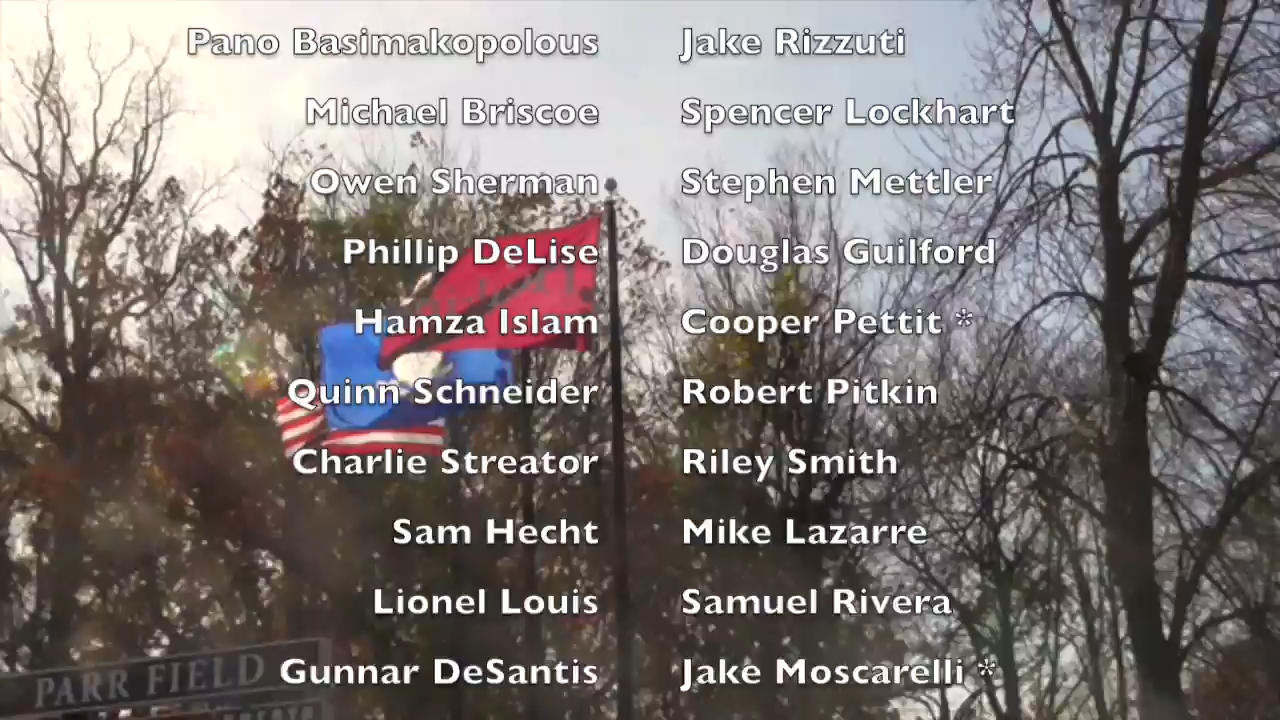 Pano Basimakopolous Jake Rizzuti
Michael Briscoe Spencer Lockhart
Owen Sherman Stephen Mettler
Phillip DeLise Douglas Guilford
Hamza Islam Cooper Pettit *
Quinn Schneider Robert Pitkin
Charlie Streator Riley Smith
Sam Hecht Mike Lazarre
Lionel Louis Samuel Rivera
Gunnar DeSantis Jake Moscarelli *
PARR FIELD